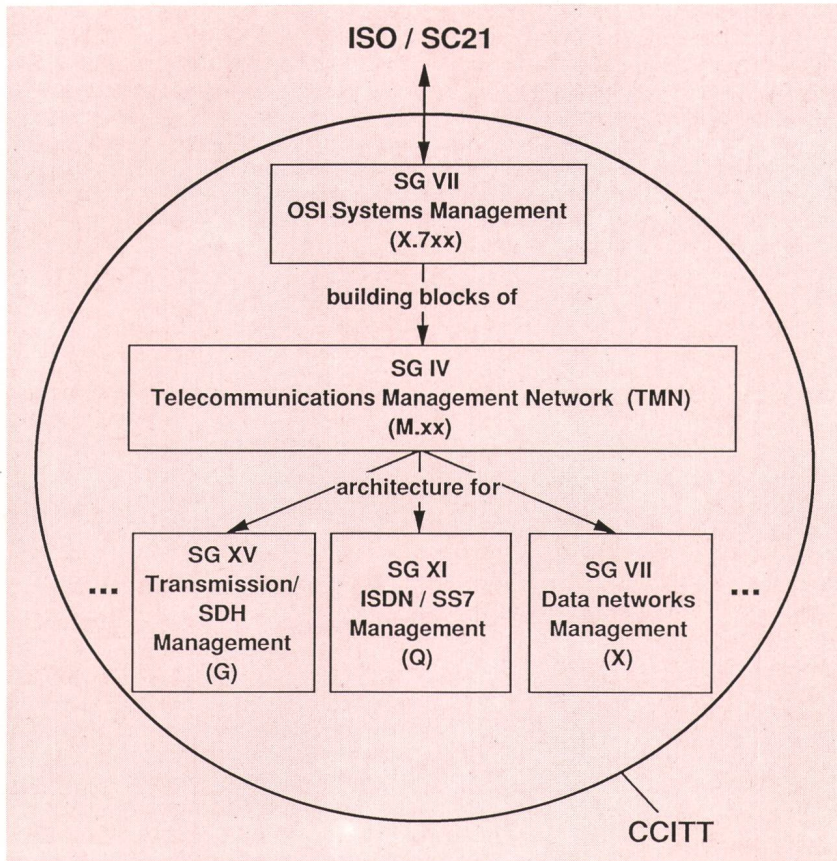 ISO / SC21
SG VII
OSI Systems Management
(X.7xx)
building blocks of
SG IV
Telecommunications Management Network (TMN)
(M.xx)
architecture for
...
SG XV
Transmission/
SDH
Management
(G)
SG XI
ISDN / SS7
Management
(Q)
SG VII
Data networks
Management
(X)
...
CCITT